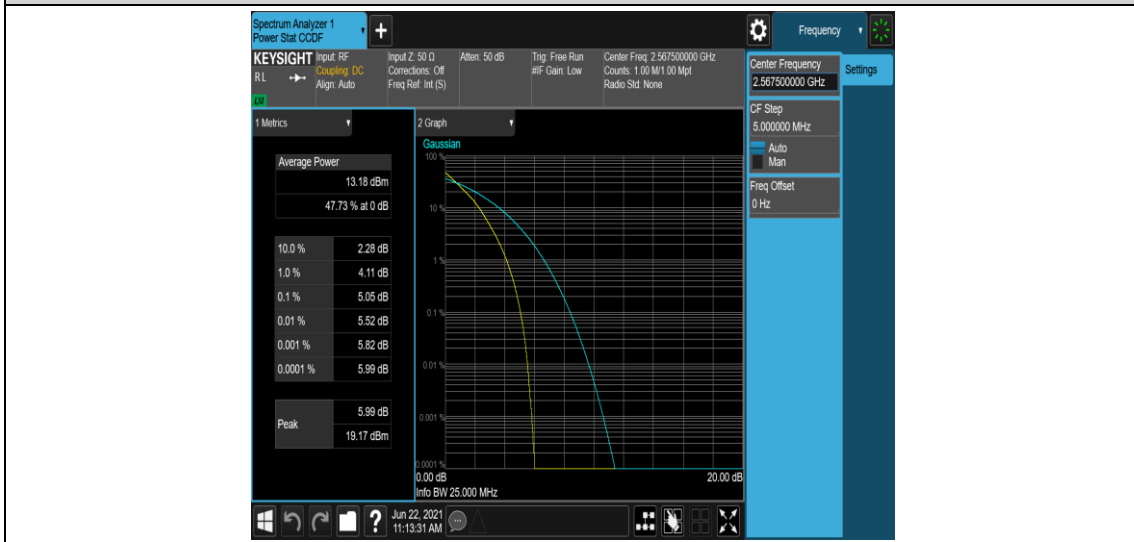 Spectrum Analyzer 1
Power Stat CCDF
+
Frequency
KEYSIGHT
RL
LXI
Input: RF
Coupling: DC
Align: Auto
Input Z: 50 Ω
Corrections: Off
Freq Ref: Int (S)
Atten: 50 dB
Trig: Free Run
#IF Gain: Low
Center Freq: 2.567500000 GHz
Counts: 1.00 M/1.00 Mpt
Radio Std: None
Center Frequency
2.567500000 GHz
Settings
CF Step
5.000000 MHz
Auto
Man
Freq Offset
0 Hz
1 Metrics
Average Power
13.18 dBm
47.73 % at 0 dB
10.0 % 2.28 dB
1.0 % 4.11 dB
0.1 % 5.05 dB
0.01 % 5.52 dB
0.001 % 5.82 dB
0.0001 % 5.99 dB
Peak
5.99 dB
19.17 dBm
2 Graph
Gaussian
100 %
10 %
1 %
0.1 %
0.01 %
0.001 %
0.0001 %
0.00 dB 20.00 dB
Info BW 25.000 MHz
?
Jun 22, 2021
11:13:31 AM